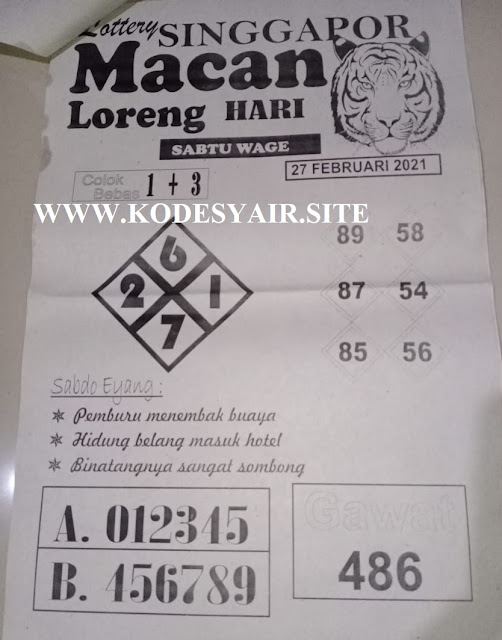 Lottery SINGGAPOR
Macan
Loreng HARI
SABTU WAGE
27 FEBRUARI 2021
Colok
Bebas
1 + 3
WWW.KODESYAIR.SITE
6
2 1
7
89 58
87 54
85 56
Sabdo Eyang :
✵ Pemburu menembak buaya
✵ Hidung belang masuk hotel
✵ Binatangnya sangat sombong
A. 012345
B. 456789
Gawat
486